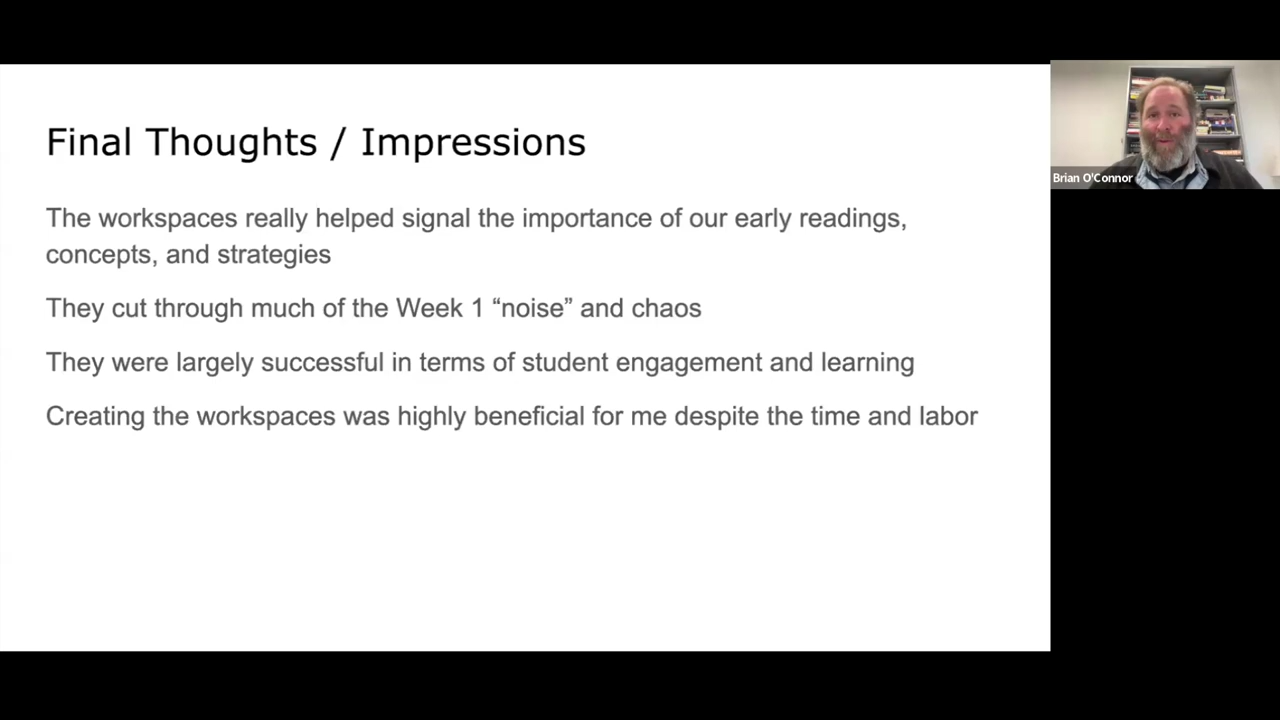 Final Thoughts / Impressions
The workspaces really helped signal the importance of our early readings,
concepts, and strategies
They cut through much of the Week 1 “noise” and chaos
They were largely successful in terms of student engagement and learning
Creating the workspaces was highly beneficial for me despite the time and labor
Brian O'Connor